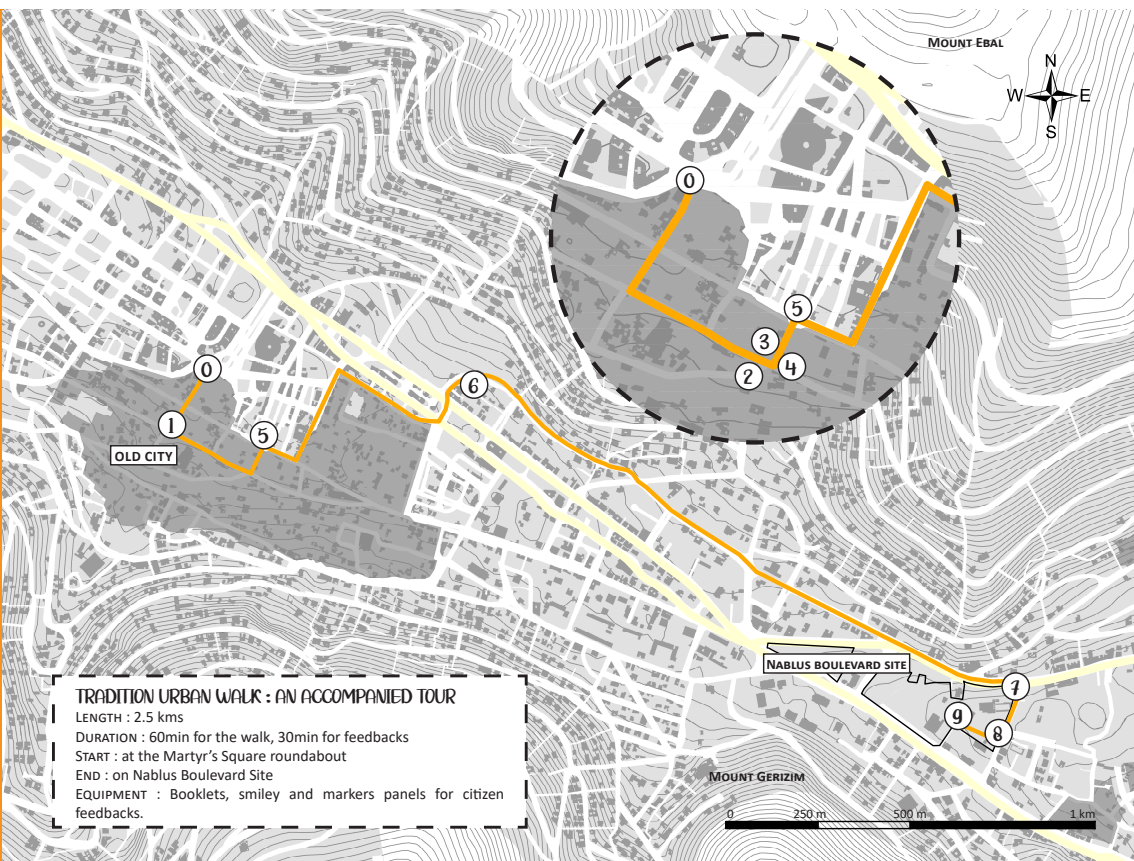 MOUNT EBAL
N
W E
S
0
5
3
2 4
0
1
5
6
OLD CITY
NABLUS BOULEVARD SITE
7
9
8
MOUNT GERIZIM
0 250 m 500 m 1 km
TRADITION URBAN WALK : AN ACCOMPANIED TOUR
LENGTH : 2.5 kms
DURATION : 60min for the walk, 30min for feedbacks
START : at the Martyr's Square roundabout
END : on Nablus Boulevard Site
EQUIPMENT : Booklets, smiley and markers panels for citizen
feedbacks.